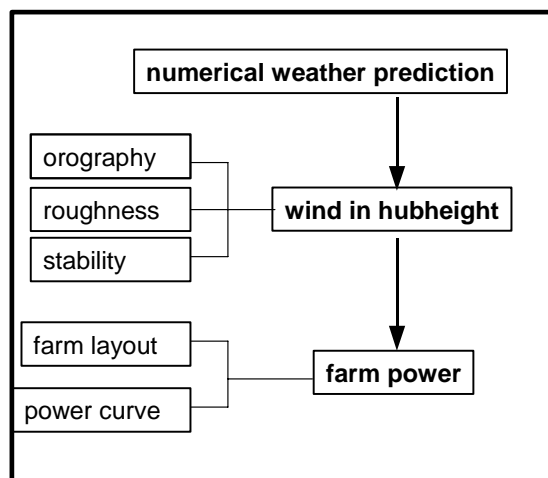 numerical weather prediction
orography
roughness
wind in hubheight
stability
farm layout
farm power
power curve